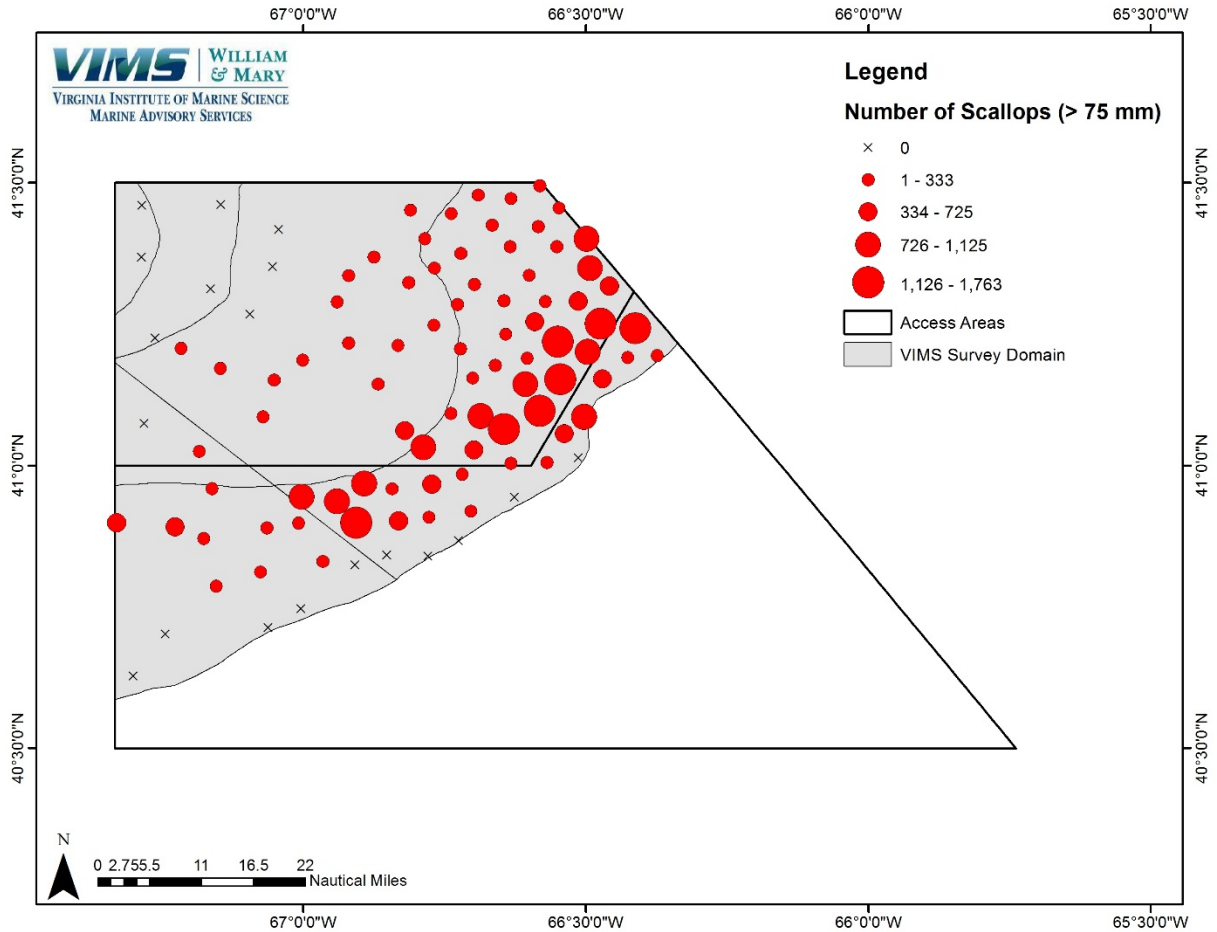 67°0'0"W 66°30'0"W 66°0'0"W 65°30'0"W
VIMS WILLIAM
& MARY
VIRGINIA INSTITUTE OF MARINE SCIENCE
MARINE ADVISORY SERVICES
Legend
Number of Scallops (> 75 mm)
0
1 - 333
334 - 725
726 - 1,125
1,126 - 1,763
Access Areas
VIMS Survey Domain
41°30'0"N 41°30'0"N
41°0'0"N 41°0'0"N
40°30'0"N 40°30'0"N
N
0 2.75 5.5 11 16.5 22
Nautical Miles
67°0'0"W 66°30'0"W 66°0'0"W 65°30'0"W